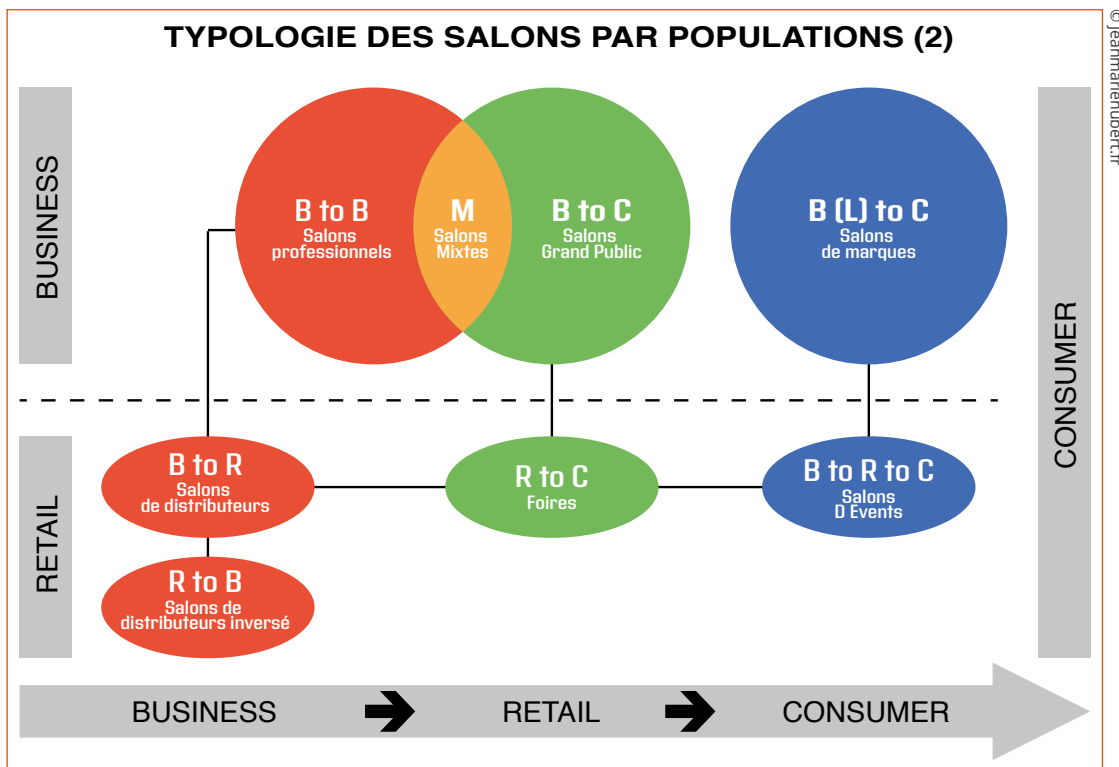 TYPOLOGIE DES SALONS PAR POPULATIONS (2)
© jeanmarienubert.fr
BUSINESS
B to B
Salons
professionnels
M
Salons
Mixtes
B to C
Salons
Grand Public
B (L) to C
Salons
de marques
CONSUMER
RETAIL
B to R
Salons
de distributeurs
R to C
Foires
B to R to C
Salons
D Events
R to B
Salons de
distributeurs inversé
BUSINESS
RETAIL
CONSUMER